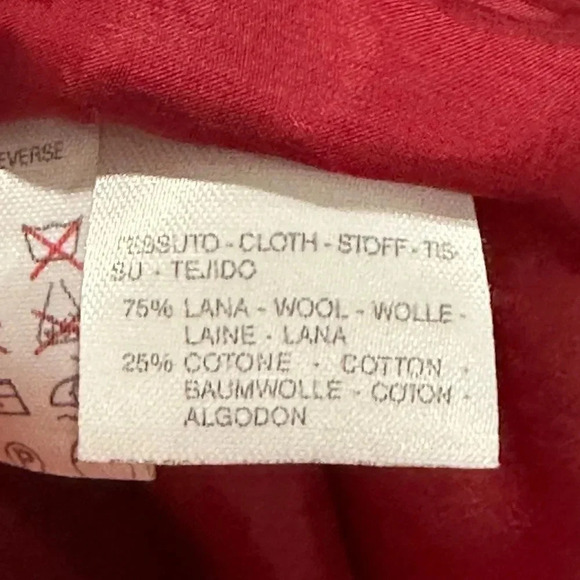 EVERSE
TESSUTO - CLOTH - STOFF - TIS-
SU - TEJIDO
75% LANA - WOOL - WOLLE -
LAINE - LANA
25% COTONE - COTTON -
BAUMWOLLE - COTON -
ALGODON
P